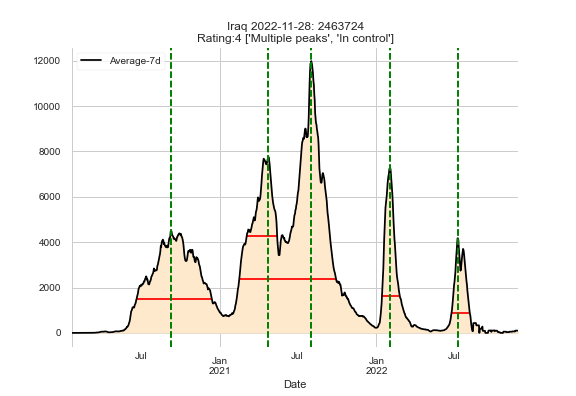 Iraq 2022-11-28: 2463724
Rating:4 ['Multiple peaks', 'In control']
Average-7d
12000
10000
8000
6000
4000
2000
0
Jul
Jan
2021
Jul
Jan
2022
Jul
Date